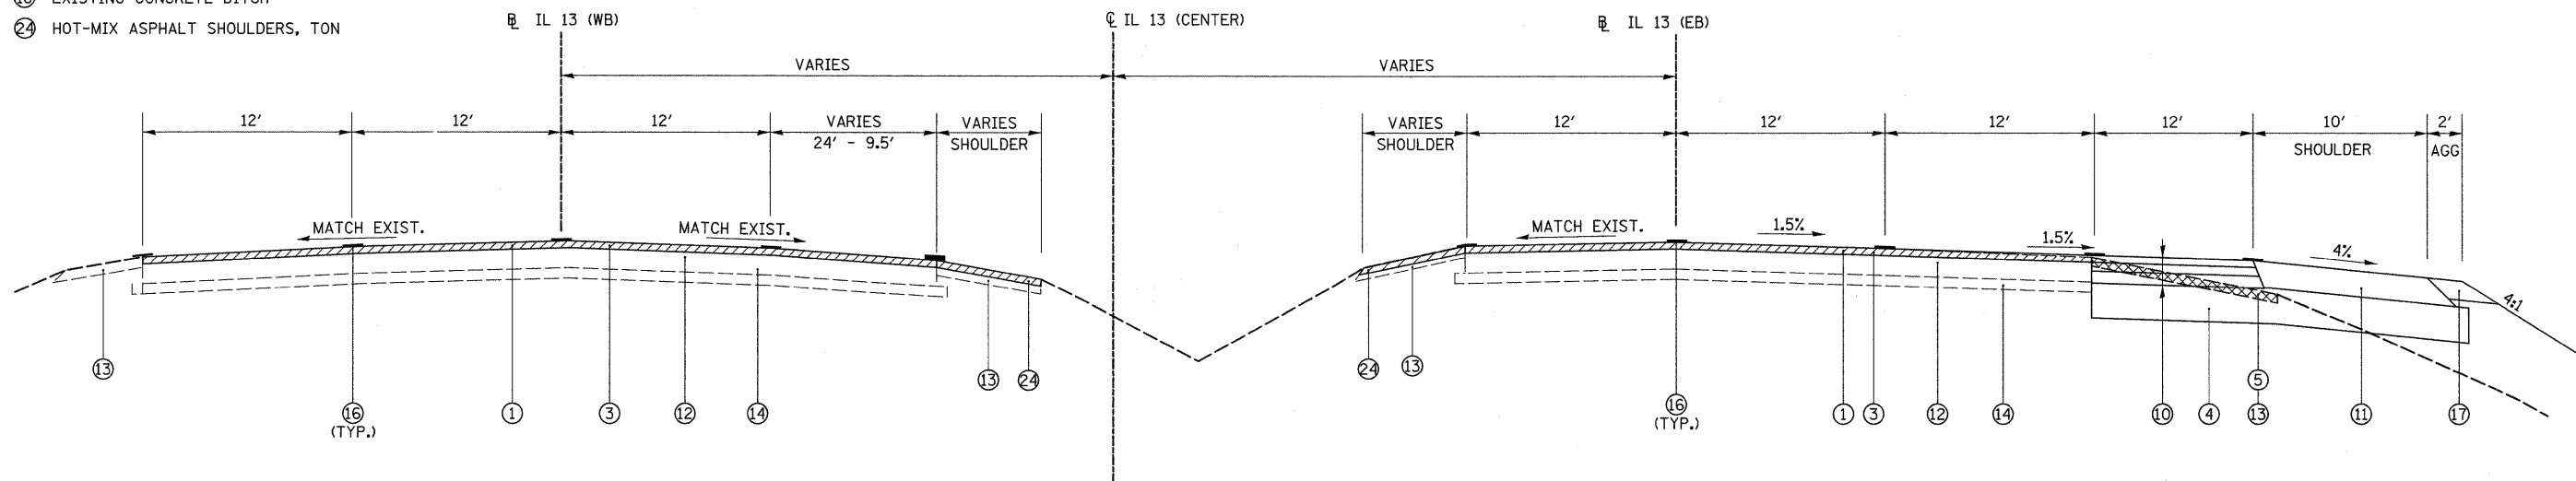 24 HOT-MIX ASPHALT SHOULDERS, TON
℄ IL 13 (CENTER)
IL 13 (WB)
IL 13 (EB)
VARIES
VARIES
12' 12' 12' VARIES VARIES
24' - 9.5' SHOULDER
VARIES 12' 12' 12' 12' 10' 2'
SHOULDER SHOULDER AGG
MATCH EXIST. MATCH EXIST. MATCH EXIST. 1.5% 1.5% 4%
4:1
13 13 24 24 13
5
16 1 3 12 14 16 1 3 12 14 10 4 13 11 17
(TYP.) (TYP.)